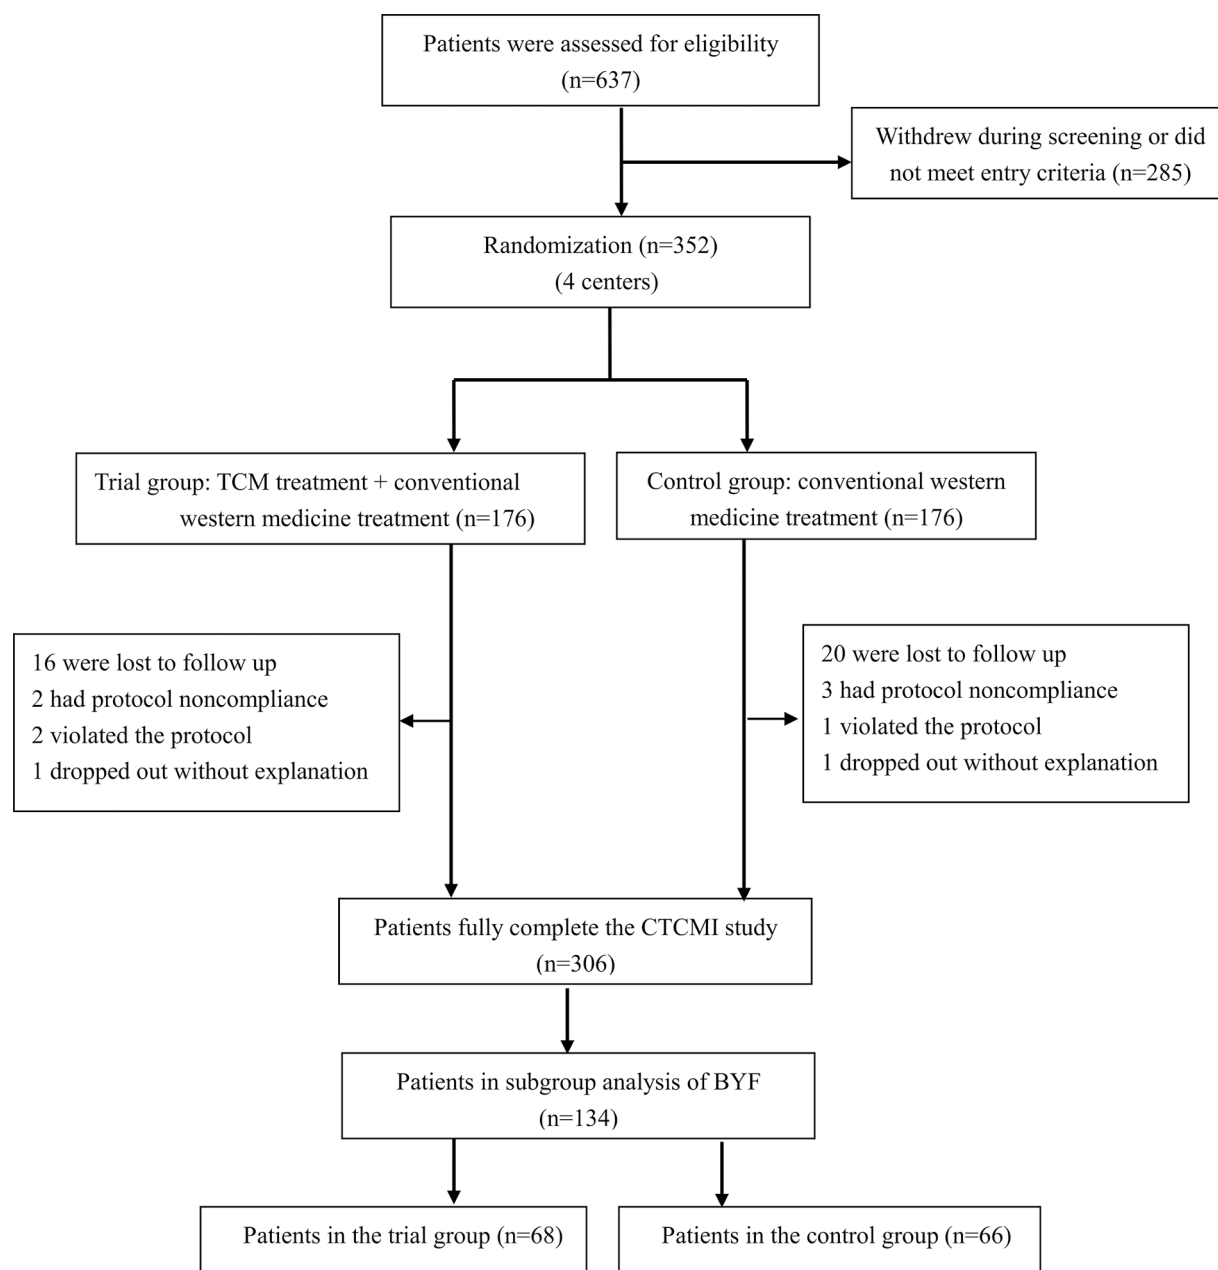 Patients were assessed for eligibility
(n=637)
Withdrew during screening or did
not meet entry criteria (n=285)
Randomization (n=352)
(4 centers)
Trial group: TCM treatment + conventional
western medicine treatment (n=176)
Control group: conventional western
medicine treatment (n=176)
16 were lost to follow up
2 had protocol noncompliance
2 violated the protocol
1 dropped out without explanation
20 were lost to follow up
3 had protocol noncompliance
1 violated the protocol
1 dropped out without explanation
Patients fully complete the CTCMI study
(n=306)
Patients in subgroup analysis of BYF
(n=134)
Patients in the trial group (n=68)
Patients in the control group (n=66)